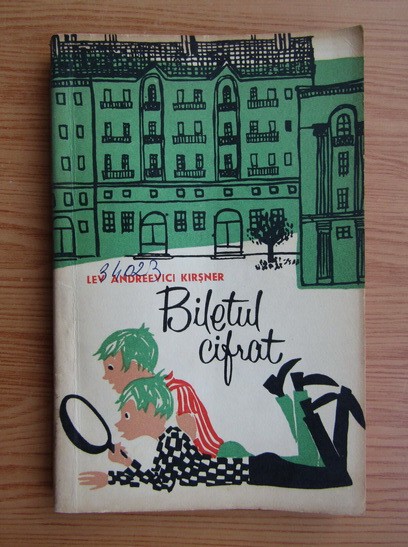 34023
LEV ANDREEVICI KIRȘNER
Biletul
cifrat